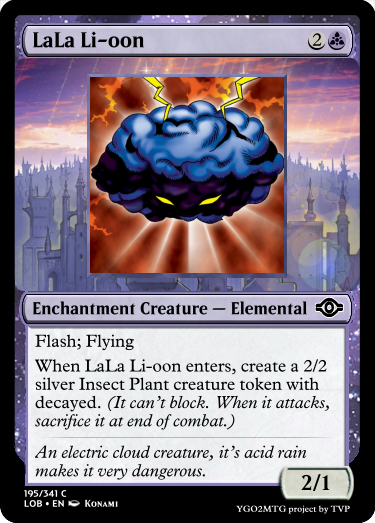 LaLa Li-oon 2
Enchantment Creature — Elemental
Flash; Flying
When LaLa Li-oon enters, create a 2/2
silver Insect Plant creature token with
decayed. (It can't block. When it attacks,
sacrifice it at end of combat.)
An electric cloud creature, it's acid rain
makes it very dangerous.
2/1
195/341 C
LOB • EN Konami
YGO2MTG project by TVP